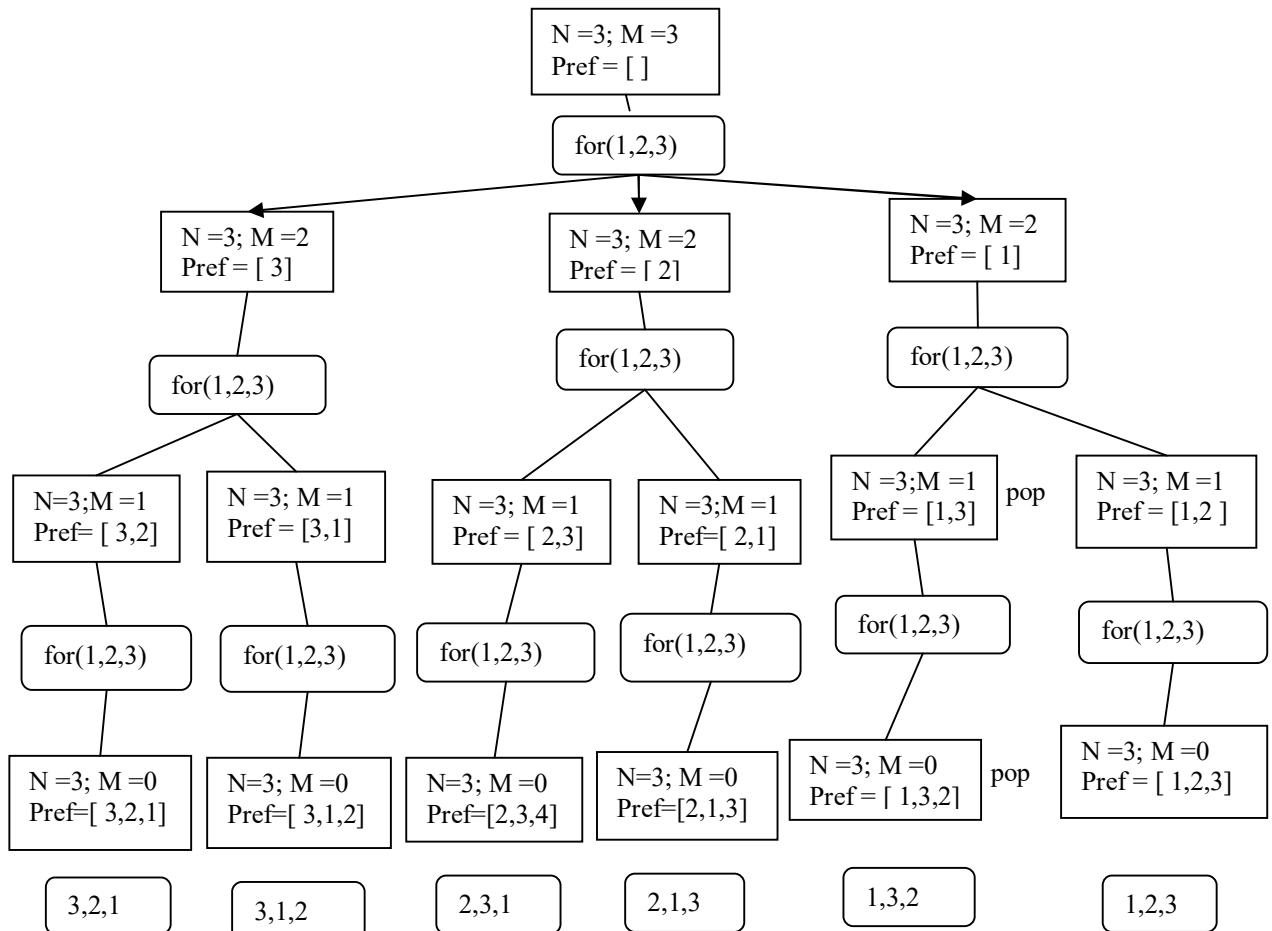 N =3; M =3
Pref = [ ]
for(1,2,3)
N =3; M =2
Pref = [ 3]
N =3; M =2
Pref = [ 2]
N =3; M =2
Pref = [ 1]
for(1,2,3)
for(1,2,3)
for(1,2,3)
N=3;M =1
Pref= [ 3,2]
N =3; M =1
Pref = [3,1]
N =3; M =1
Pref = [ 2,3]
N =3;M =1
Pref=[ 2,1]
N =3;M =1
Pref = [1,3]
pop
N =3; M =1
Pref = [1,2 ]
for(1,2,3)
for(1,2,3)
for(1,2,3)
for(1,2,3)
for(1,2,3)
for(1,2,3)
N =3; M =0
Pref=[ 3,2,1]
N=3; M =0
Pref=[ 3,1,2]
N=3; M =0
Pref=[2,3,4]
N=3; M =0
Pref=[2,1,3]
N =3; M =0
Pref = [ 1,3,2]
pop
N =3; M =0
Pref = [ 1,2,3]
3,2,1
3,1,2
2,3,1
2,1,3
1,3,2
1,2,3